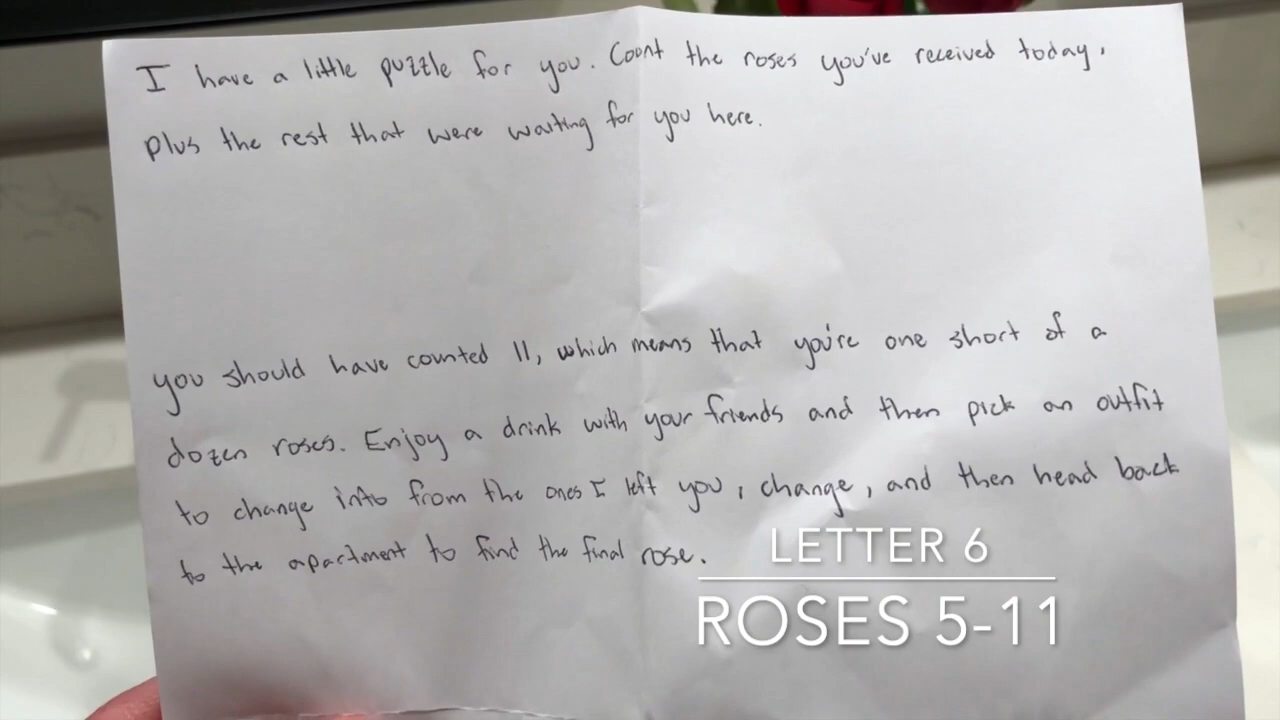 I have a little puzzle for you. Count the roses you've received today,
plus the rest that were waiting for you here.
you should have counted 11, which means that you're one short of a
dozen roses. Enjoy a drink with your friends and then pick an outfit
to change into from the ones I left you, change, and then head back
to the apartment to find the final rose.
LETTER 6
ROSES 5-11